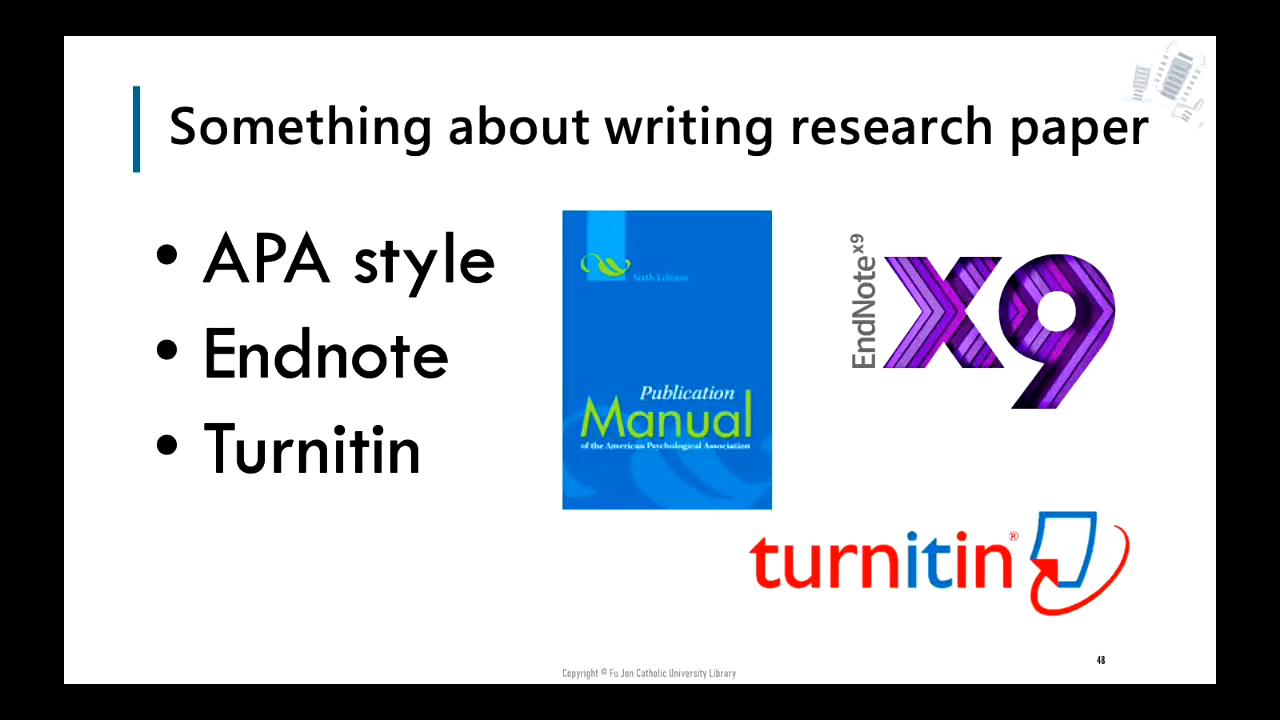 Something about writing research paper
• APA style
• Endnote
• Turnitin
Sixth Edition
Publication
Manual
of the American Psychological Association
EndNote x9
X9
turnitin®
48
Copyright © Fu Jen Catholic University Library